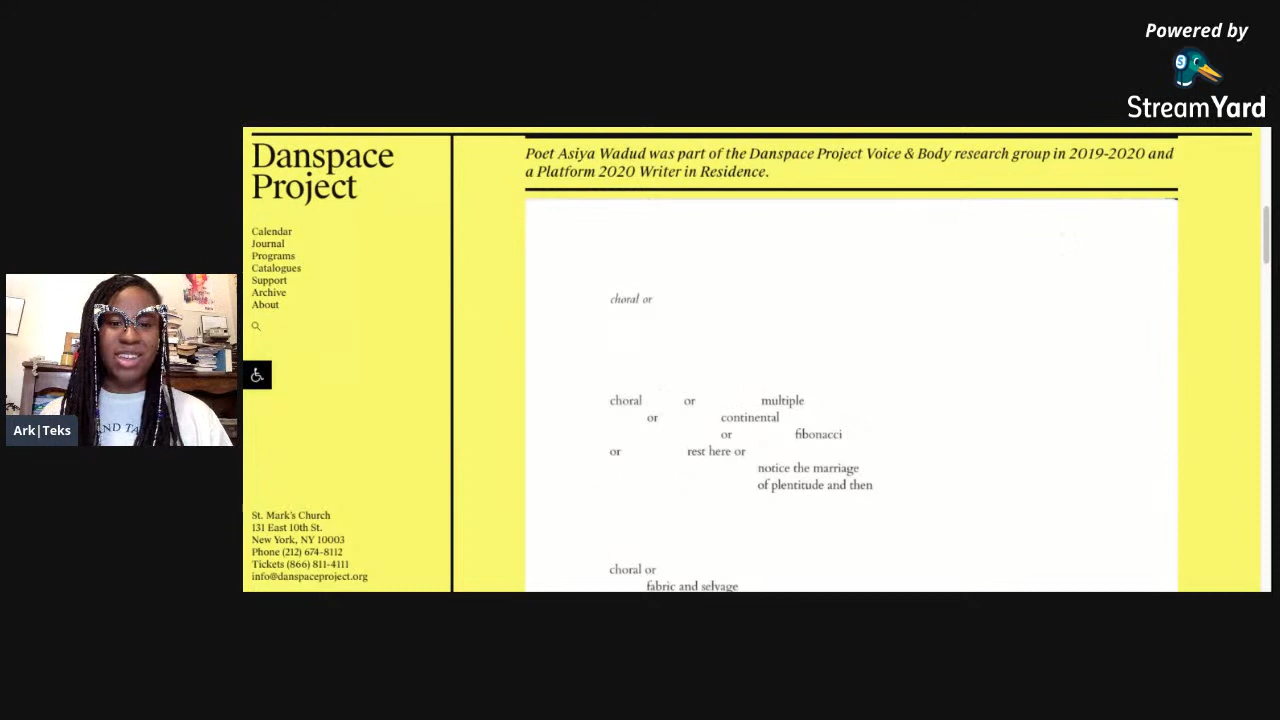 Powered by
StreamYard
Danspace
Project
Calendar
Journal
Programs
Catalogues
Support
Archive
About
St. Mark's Church
131 East 10th St.
New York, NY 10003
Phone (212) 674-8112
Tickets (866) 811-4111
info@danspaceproject.org
Poet Asiya Wadud was part of the Danspace Project Voice & Body research group in 2019-2020 and
a Platform 2020 Writer in Residence.
choral or
choral or multiple
or continental
or fibonacci
or rest here or
notice the marriage
of plentitude and then
choral or
fabric and selvage
Ark|Teks